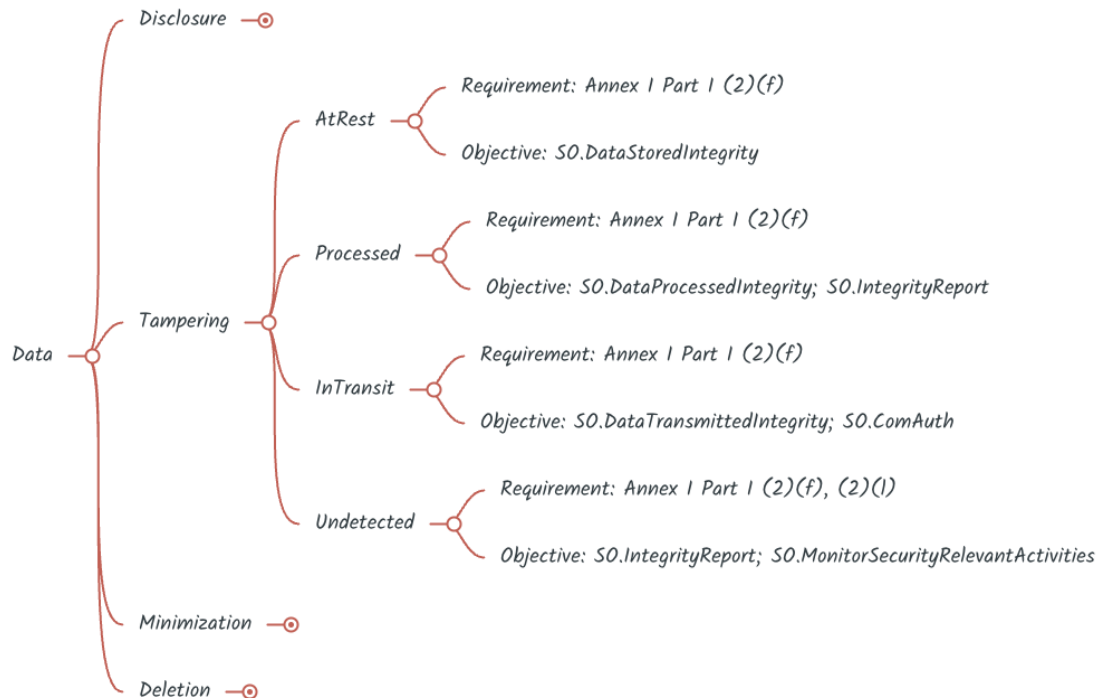 Disclosure
Requirement: Annex I Part I (2)(f)
AtRest
Objective: SO.DataStoredIntegrity
Requirement: Annex I Part I (2)(f)
Processed
Objective: SO.DataProcessedIntegrity; SO.IntegrityReport
Tampering
Data
Requirement: Annex I Part I (2)(f)
InTransit
Objective: SO.DataTransmittedIntegrity; SO.ComAuth
Requirement: Annex I Part I (2)(f), (2)(l)
Undetected
Objective: SO.IntegrityReport; SO.MonitorSecurityRelevantActivities
Minimization
Deletion